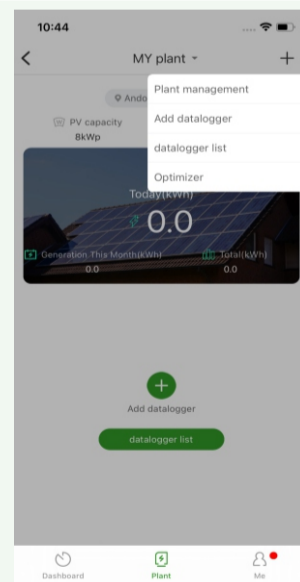 10:44
MY plant
Plant management
Add datalogger
datalogger list
Optimizer
Ando
PV capacity
8kWp
Today(kWh)
0.0
Generation This Month(kWh)
0.0
Total(kWh)
0.0
Add datalogger
datalogger list
Dashboard
Plant
Me